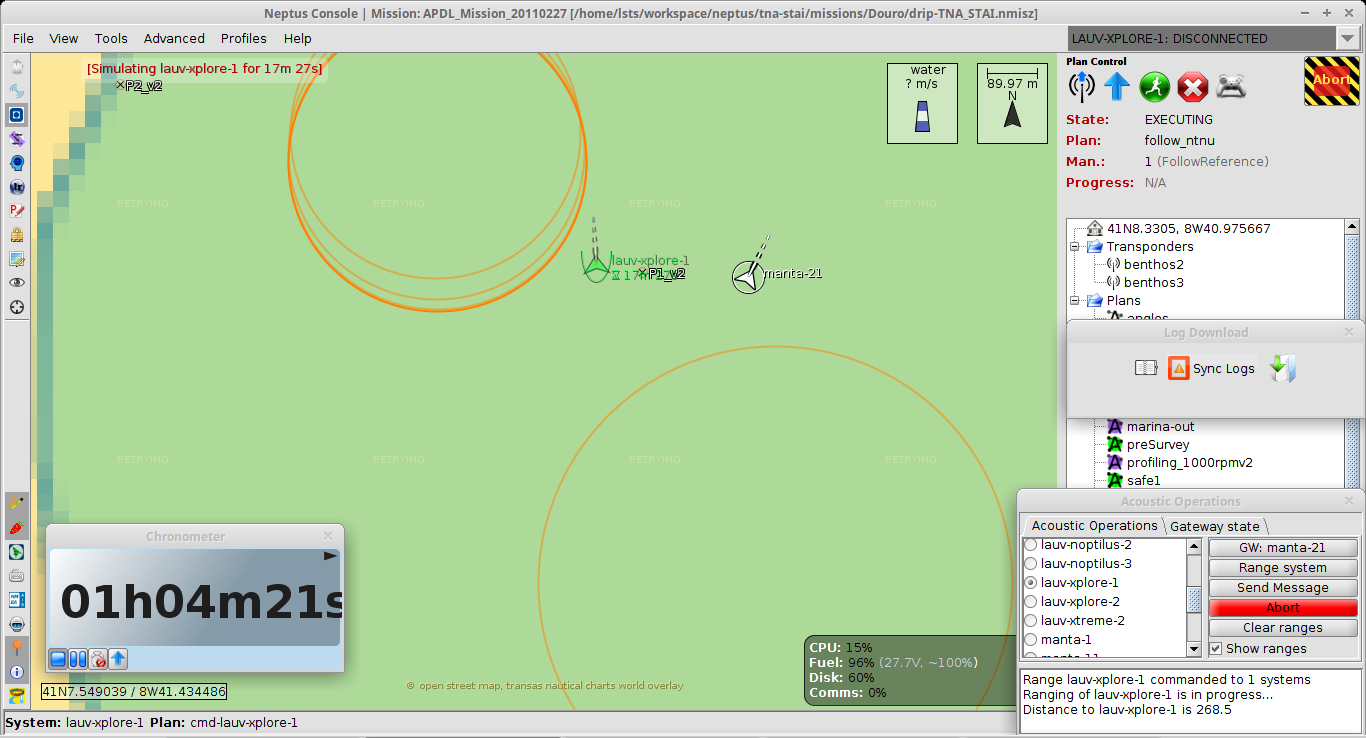 Neptus Console | Mission: APDL_Mission_20110227 [/home/lsts/workspace/neptus/tna-stai/missions/Douro/drip-TNA_STAI.nmisz]
File View Tools Advanced Profiles Help
LAUV-XPLORE-1: DISCONNECTED
[Simulating lauv-xplore-1 for 17m 27s]
P2_v2
water
? m/s
89.97 m
N
Plan Control
Abort
State: EXECUTING
Plan: follow_ntnu
Man.: 1 (FollowReference)
Progress: N/A
RETRYING RETRYING RETRYING RETRYING
lauv-xplore-1
P1_v2
manta-21
41N8.3305, 8W40.975667
Transponders
benthos2
benthos3
Plans
angles
Log Download
Sync Logs
marina-out
preSurvey
profiling_1000rpmv2
safe1
RETRYING RETRYING RETRYING RETRYING
Acoustic Operations
Acoustic Operations Gateway state
lauv-noptilus-2
lauv-noptilus-3
lauv-xplore-1
lauv-xplore-2
lauv-xtreme-2
manta-1
manta-11
GW: manta-21
Range system
Send Message
Abort
Clear ranges
Show ranges
Range lauv-xplore-1 commanded to 1 systems
Ranging of lauv-xplore-1 is in progress...
Distance to lauv-xplore-1 is 268.5
Chronometer
01h04m21s
CPU: 15%
Fuel: 96% (27.7V, ~100%)
Disk: 60%
Comms: 0%
41N7.549039 / 8W41.434486
© open street map, transas nautical charts world overlay
System: lauv-xplore-1 Plan: cmd-lauv-xplore-1